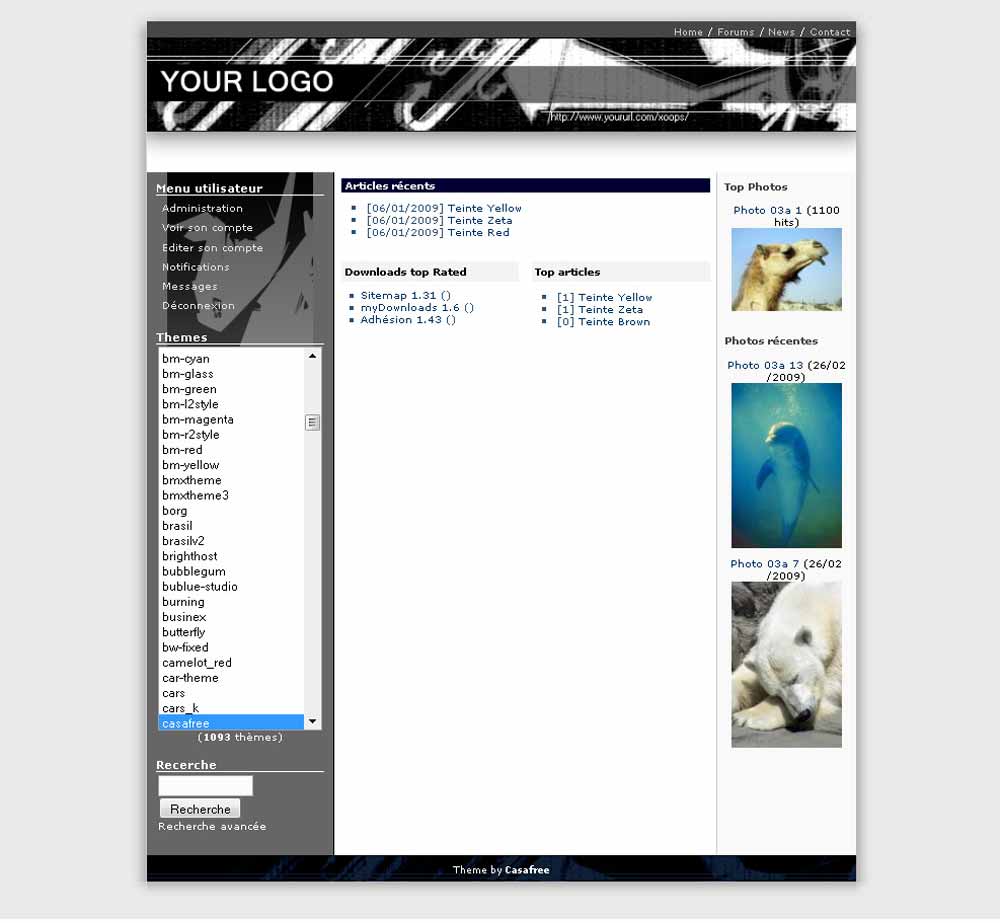 Home / Forums / News / Contact
YOUR LOGO
http://www.yoururl.com/xoops/
Menu utilisateur
Administration
Voir son compte
Editer son compte
Notifications
Messages
Déconnexion
Themes
bm-cyan
bm-glass
bm-green
bm-l2style
bm-magenta
bm-r2style
bm-red
bm-yellow
bmxtheme
bmxtheme3
borg
brasil
brasilv2
brighthost
bubblegum
bublue-studio
burning
businex
butterfly
bw-fixed
camelot_red
car-theme
cars
cars_k
casafree
(1093 thèmes)
Recerche
Recherche
Recherche avancée
Articles récents
[06/01/2009] Teinte Yellow
[06/01/2009] Teinte Zeta
[06/01/2009] Teinte Red
Downloads top Rated
Sitemap 1.31 ()
myDownloads 1.6 ()
Adhésion 1.43 ()
Top articles
[1] Teinte Yellow
[1] Teinte Zeta
[0] Teinte Brown
Top Photos
Photo 03a 1 (1100
hits)
Photos récentes
Photo 03a 13 (26/02
/2009)
Photo 03a 7 (26/02
/2009)
Theme by Casafree